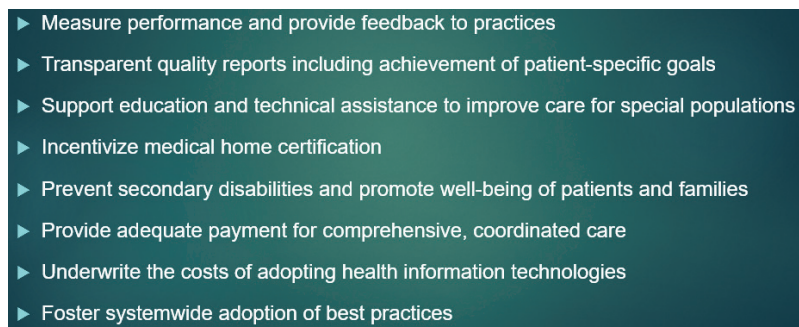 Measure performance and provide feedback to practices
Transparent quality reports including achievement of patient-specific goals
Support education and technical assistance to improve care for special populations
Incentivize medical home certification
Prevent secondary disabilities and promote well-being of patients and families
Provide adequate payment for comprehensive, coordinated care
Underwrite the costs of adopting health information technologies
Foster systemwide adoption of best practices